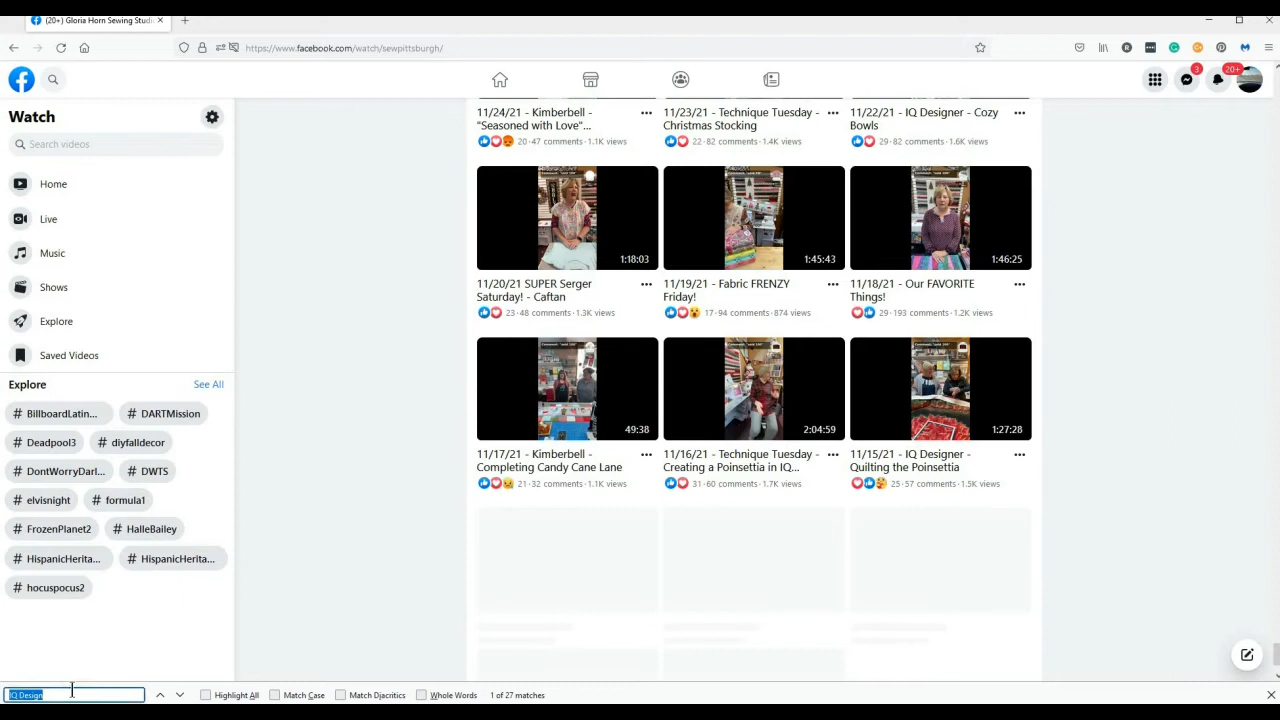 (20+) Gloria Horn Sewing Studi
https://www.facebook.com/watch/sewpittsburgh/
3
20+
Watch
Search videos
Home
Live
Music
Shows
Explore
Saved Videos
Explore
See All
# BillboardLatin...
# DARTMission
# Deadpool3
# diyfalldecor
# DontWorryDarl...
# DWTS
# elvisnight
# formula1
# FrozenPlanet2
# HalleBailey
# HispanicHerita...
# HispanicHerita...
# hocuspocus2
11/24/21 - Kimberbell -
"Seasoned with Love"...
20·47 comments·1.1K views
11/23/21 - Technique Tuesday -
Christmas Stocking
22·82 comments·1.4K views
11/22/21 - IQ Designer - Cozy
Bowls
29·82 comments·1.6K views
1:18:03
11/20/21 SUPER Serger
Saturday! - Caftan
23·48 comments·1.3K views
1:45:43
11/19/21 - Fabric FRENZY
Friday!
17·94 comments·874 views
1:46:25
11/18/21 - Our FAVORITE
Things!
29·193 comments·1.2K views
49:38
11/17/21 - Kimberbell -
Completing Candy Cane Lane
21·32 comments·1.1K views
2:04:59
11/16/21 - Technique Tuesday -
Creating a Poinsettia in IQ...
31·60 comments·1.7K views
1:27:28
11/15/21 - IQ Designer -
Quilting the Poinsettia
25·57 comments·1.5K views
IQ Design
Highlight All
Match Case
Match Diacritics
Whole Words
1 of 27 matches